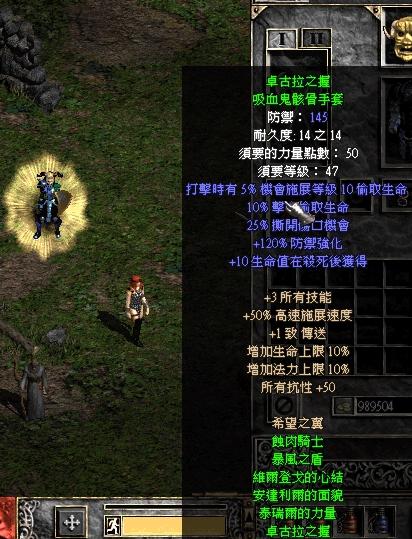 I II
卓古拉之握
吸血鬼骸骨手套
防禦: 145
耐久度: 14 之 14
須要的力量點數: 50
須要等級: 47
打擊時有 5% 機會施展等級 10 偷取生命
10% 擊中偷取生命
25% 撕開傷口機會
+120% 防禦強化
+10 生命值在殺死後獲得
+3 所有技能
+50% 高速施展速度
+1 致 傳送
增加生命上限 10%
增加法力上限 10%
所有抗性 +50
989504
希望之翼
蝕肉騎士
暴風之盾
維爾登戈的心結
安達利爾的面貌
泰瑞爾的力量
卓古拉之握